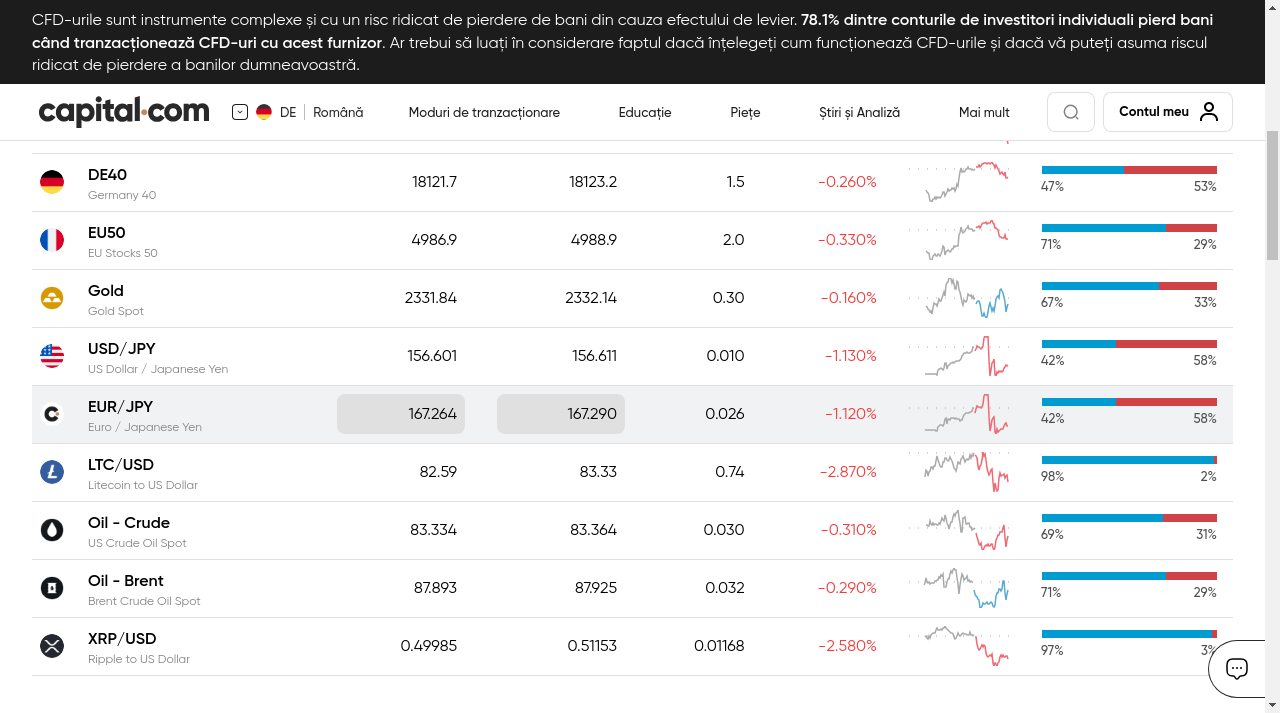 CFD-urile sunt instrumente complexe și cu un risc ridicat de pierdere de bani din cauza efectului de levier. 78.1% dintre conturile de investitori individuali pierd bani
când tranzacționează CFD-uri cu acest furnizor. Ar trebui să luați în considerare faptul dacă înțelegeți cum funcționează CFD-urile și dacă vă puteți asuma riscul
ridicat de pierdere a banilor dumneavoastră.
capital.com DE Română Moduri de tranzacționare Educație Piețe Știri și Analiză Mai mult Contul meu
DE40 18121.7 18123.2 1.5 -0.260%
Germany 40 47% 53%
EU50 4986.9 4988.9 2.0 -0.330%
EU Stocks 50 71% 29%
Gold 2331.84 2332.14 0.30 -0.160%
Gold Spot 67% 33%
USD/JPY 156.601 156.611 0.010 -1.130%
US Dollar / Japanese Yen 42% 58%
EUR/JPY 167.264 167.290 0.026 -1.120%
Euro / Japanese Yen 42% 58%
LTC/USD 82.59 83.33 0.74 -2.870%
Litecoin to US Dollar 98% 2%
Oil - Crude 83.334 83.364 0.030 -0.310%
US Crude Oil Spot 69% 31%
Oil - Brent 87.893 87.925 0.032 -0.290%
Brent Crude Oil Spot 71% 29%
XRP/USD 0.49985 0.51153 0.01168 -2.580%
Ripple to US Dollar 97% 3%